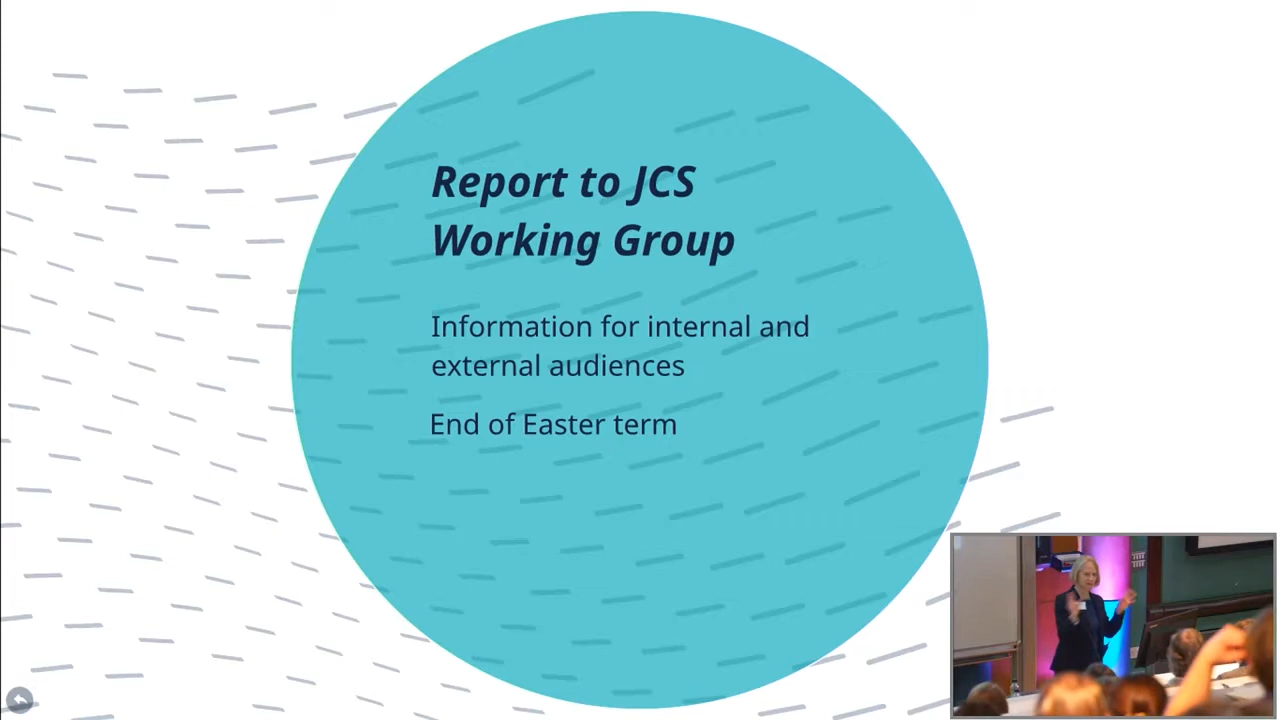 Report to JCS
Working Group
Information for internal and
external audiences
End of Easter term